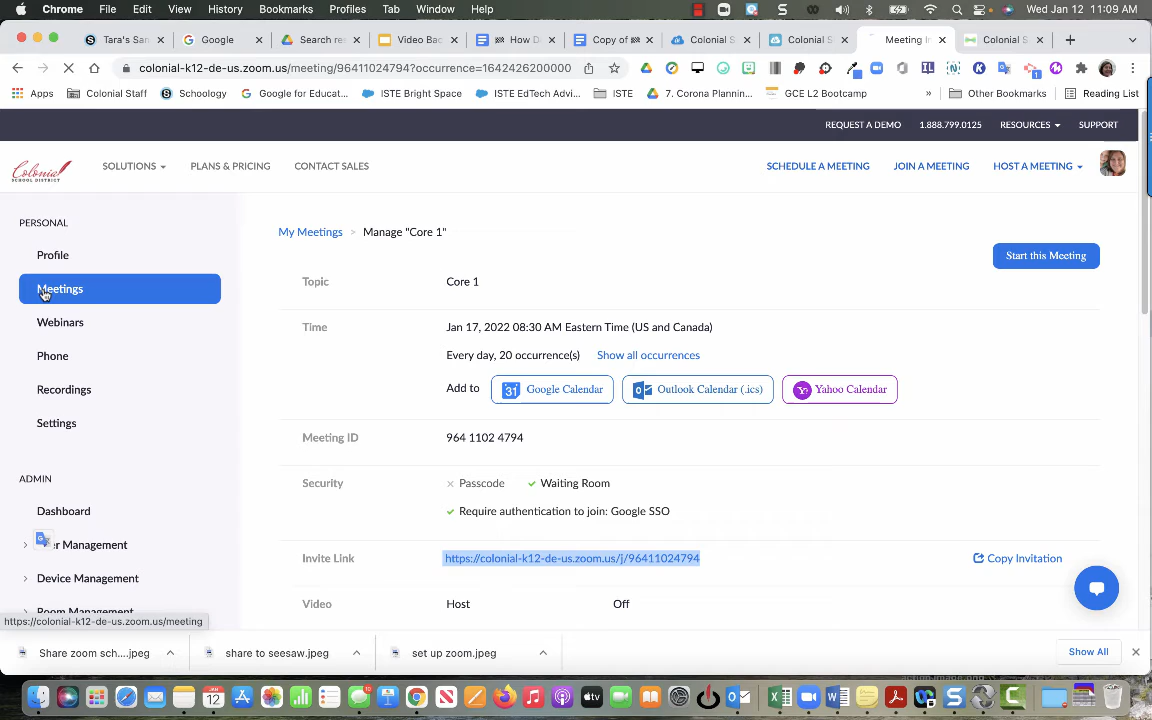 Chrome File Edit View History Bookmarks Profiles Tab Window Help Wed Jan 12 11:09 AM
Tara's San Google Search re Video Bac How D Copy of Colonial S Colonial S Meeting In Colonial S
colonial-k12-de-us.zoom.us/meeting/96411024794?occurrence=1642426200000
Apps Colonial Staff Schoology Google for Educat... ISTE Bright Space ISTE EdTech Advi... ISTE 7. Corona Plannin... GCE L2 Bootcamp » Other Bookmarks Reading List
REQUEST A DEMO 1.888.799.0125 RESOURCES SUPPORT
Colonial
SCHOOL DISTRICT
SOLUTIONS PLANS & PRICING CONTACT SALES SCHEDULE A MEETING JOIN A MEETING HOST A MEETING
PERSONAL
Profile
Meetings
Webinars
Phone
Recordings
Settings
ADMIN
Dashboard
r Management
Device Management
Room Management
https://colonial-k12-de-us.zoom.us/meeting
My Meetings > Manage "Core 1"
Start this Meeting
Topic Core 1
Time Jan 17, 2022 08:30 AM Eastern Time (US and Canada)
Every day, 20 occurrence(s) Show all occurrences
Add to 31 Google Calendar Outlook Calendar (.ics) Yahoo Calendar
Meeting ID 964 1102 4794
Security × Passcode ✓ Waiting Room
✓ Require authentication to join: Google SSO
Invite Link https://colonial-k12-de-us.zoom.us/j/96411024794 Copy Invitation
Video Host Off
Share zoom sch....jpeg share to seesaw.jpeg set up zoom.jpeg Show All